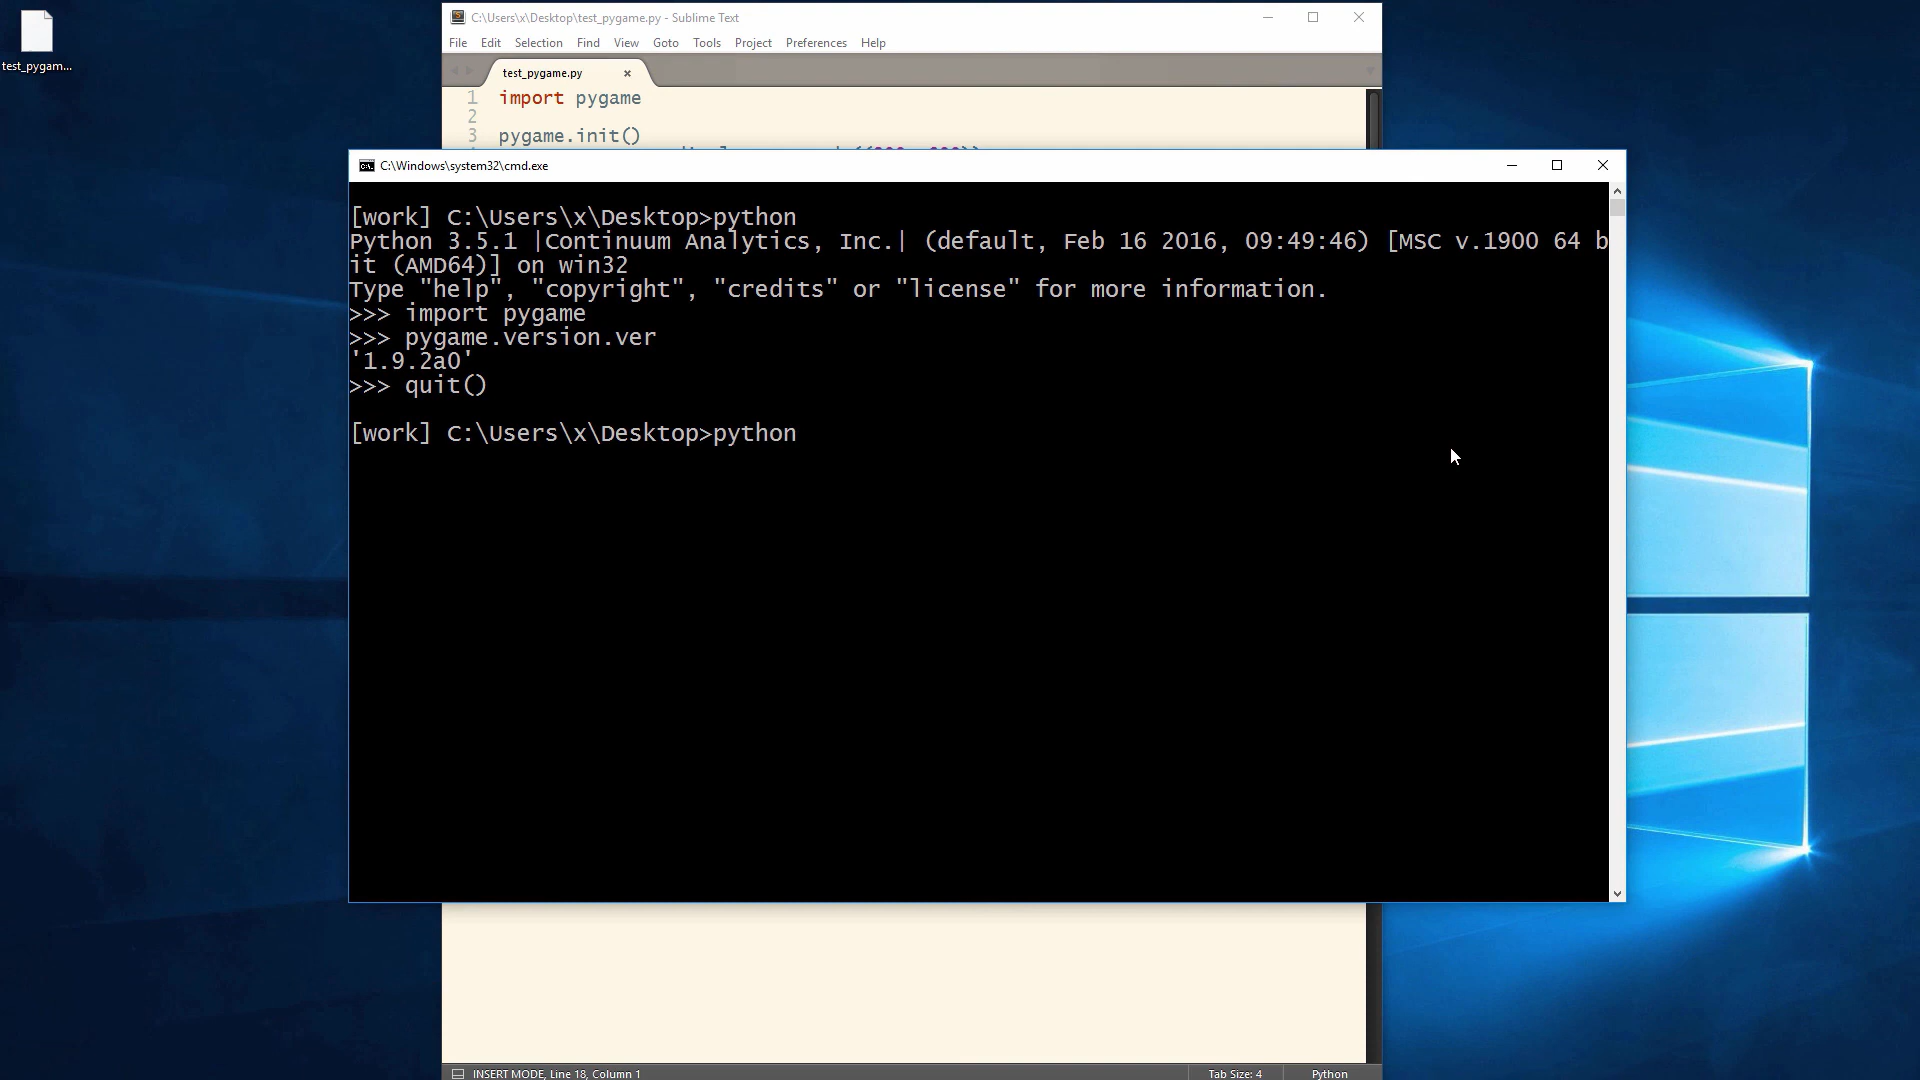 test_pygam...
C:\Users\x\Desktop\test_pygame.py - Sublime Text
File Edit Selection Find View Goto Tools Project Preferences Help
test_pygame.py
1 import pygame
2
3 pygame.init()
C:\Windows\system32\cmd.exe
[work] C:\Users\x\Desktop>python
Python 3.5.1 |Continuum Analytics, Inc.| (default, Feb 16 2016, 09:49:46) [MSC v.1900 64 b
it (AMD64)] on win32
Type "help", "copyright", "credits" or "license" for more information.
>>> import pygame
>>> pygame.version.ver
'1.9.2a0'
>>> quit()
[work] C:\Users\x\Desktop>python
INSERT MODE, Line 18, Column 1 Tab Size: 4 Python